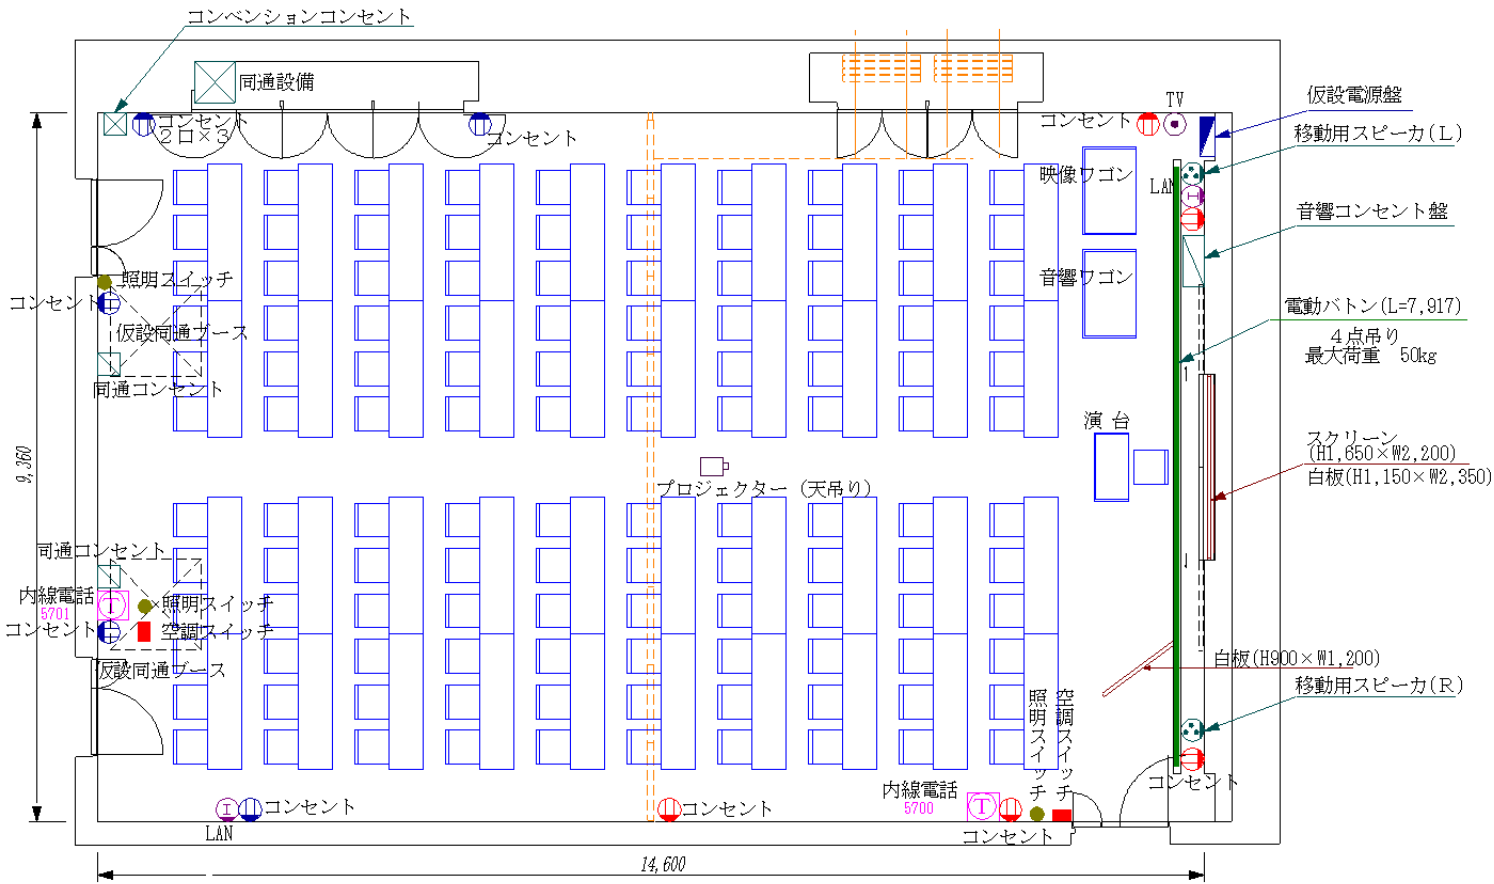 コンベンションコンセント
同通設備
コンセント
2口×3
コンセント
コンセント
TV
仮設電源盤
移動用スピーカ(L)
映像ワゴン
LAN
音響コンセント盤
照明スイッチ
コンセント
音響ワゴン
仮設同通ブース
電動バトン(L=7,917)
4点吊り
最大荷重 50kg
同通コンセント
演台
9,360
スクリーン
(H1,650×W2,200)
白板(H1,150×W2,350)
プロジェクター(天吊り)
同通コンセント
内線電話
5701
照明スイッチ
コンセント
空調スイッチ
仮設同通ブース
白板(H900×W1,200)
移動用スピーカ(R)
照明スイッチ
空調スイッチ
コンセント
内線電話
5700
T
T
I
I
コンセント
LAN
コンセント
コンセント
14,600